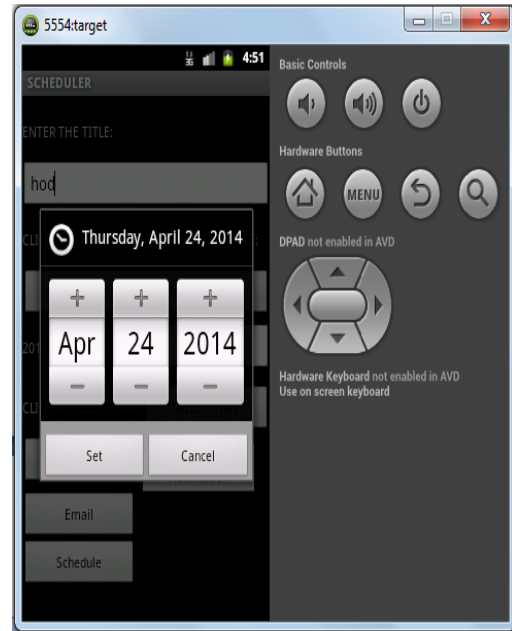 5554:target
3G 4:51
SCHEDULER
ENTER THE TITLE:
hod
Thursday, April 24, 2014
Apr 24 2014
Set Cancel
Email
Schedule
Basic Controls
Hardware Buttons
MENU
DPAD not enabled in AVD
Hardware Keyboard not enabled in AVD
Use on screen keyboard